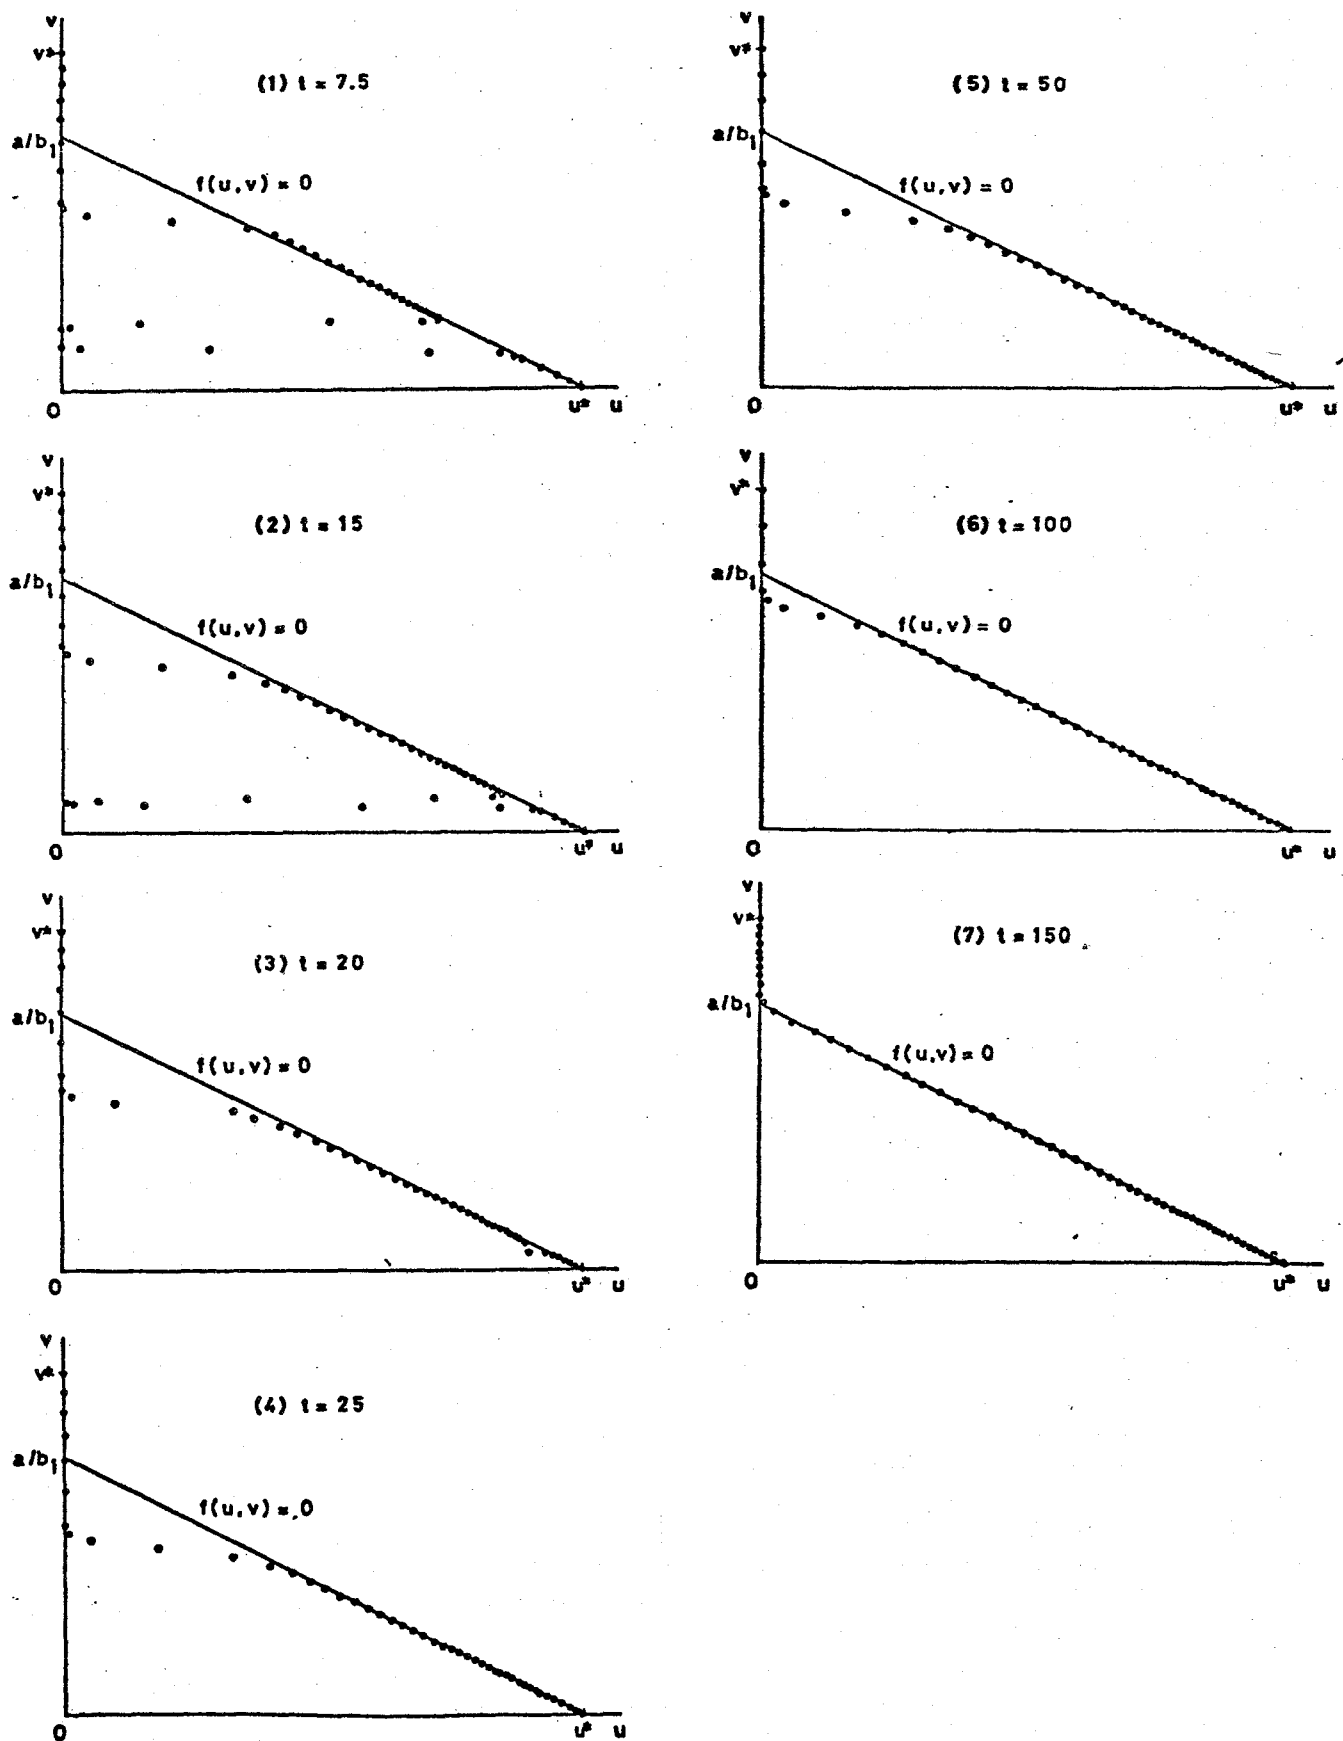 v
v*
(1) t = 7.5
a/b1
f(u,v) = 0
0
u* u
v
v*
(2) t = 15
a/b1
f(u,v) = 0
0
u* u
v
v*
(3) t = 20
a/b1
f(u,v) = 0
0
u* u
v
v*
(4) t = 25
a/b1
f(u,v) = 0
0
u* u
v
v*
(5) t = 50
a/b1
f(u,v) = 0
0
u* u
v
v*
(6) t = 100
a/b1
f(u,v) = 0
0
u* u
v
v*
(7) t = 150
a/b1
f(u,v) = 0
0
u* u